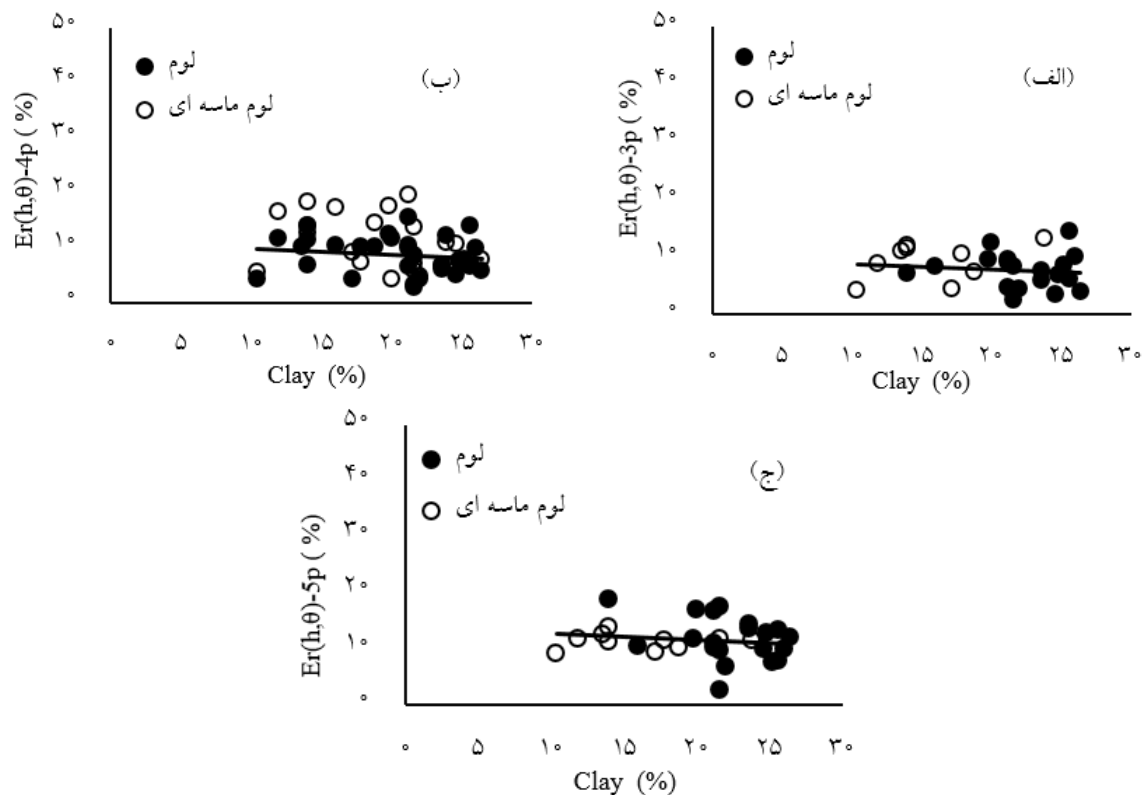 ۵۰
۴۰
۳۰
۲۰
۱۰
۰
Er(h,θ)-3p ( %)
(الف)
لوم
لوم ماسه ای
۰ ۵ ۱۰ ۱۵ ۲۰ ۲۵ ۳۰
Clay (%)
۵۰
۴۰
۳۰
۲۰
۱۰
۰
Er(h,θ)-4p ( %)
(ب)
لوم
لوم ماسه ای
۰ ۵ ۱۰ ۱۵ ۲۰ ۲۵ ۳۰
Clay (%)
۵۰
۴۰
۳۰
۲۰
۱۰
۰
Er(h,θ)-5p ( %)
(ج)
لوم
لوم ماسه ای
۰ ۵ ۱۰ ۱۵ ۲۰ ۲۵ ۳۰
Clay (%)